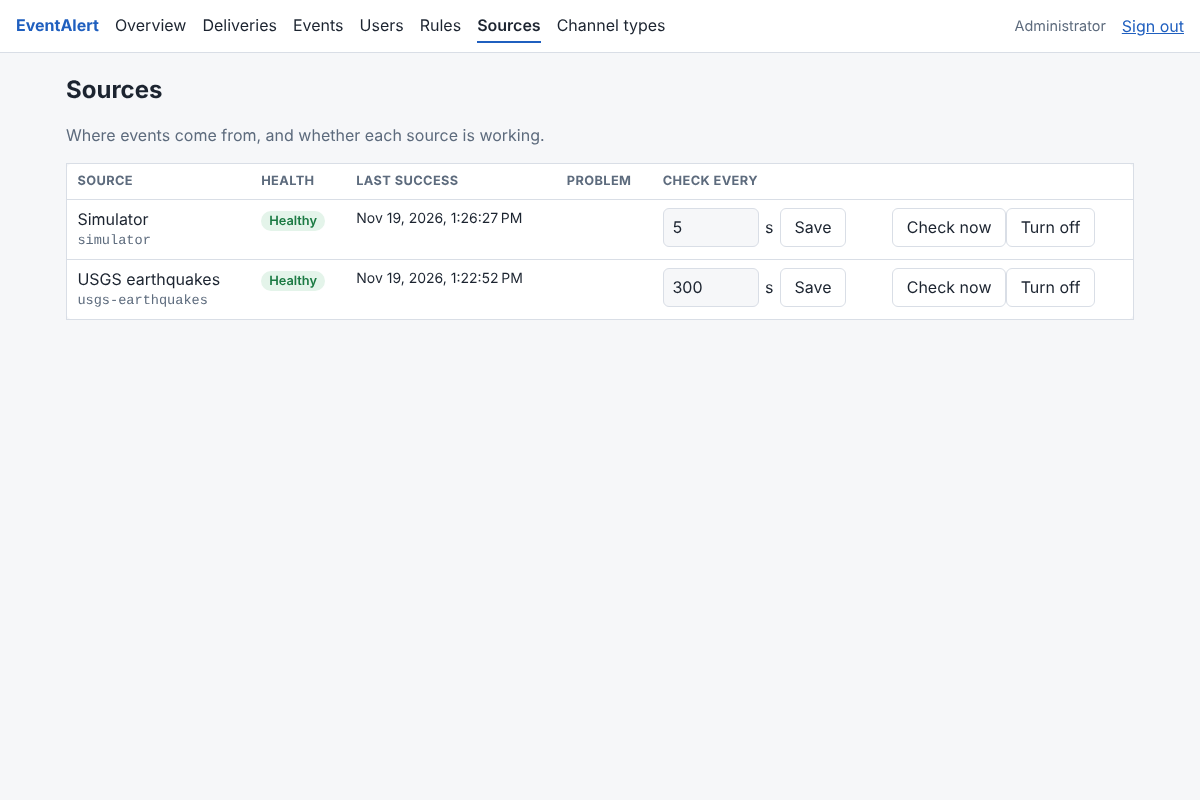 EventAlert Overview Deliveries Events Users Rules Sources Channel types Administrator Sign out
Sources
Where events come from, and whether each source is working.
SOURCE HEALTH LAST SUCCESS PROBLEM CHECK EVERY
Simulator Healthy Nov 19, 2026, 1:26:27 PM 5 s Save Check now Turn off
simulator
USGS earthquakes Healthy Nov 19, 2026, 1:22:52 PM 300 s Save Check now Turn off
usgs-earthquakes